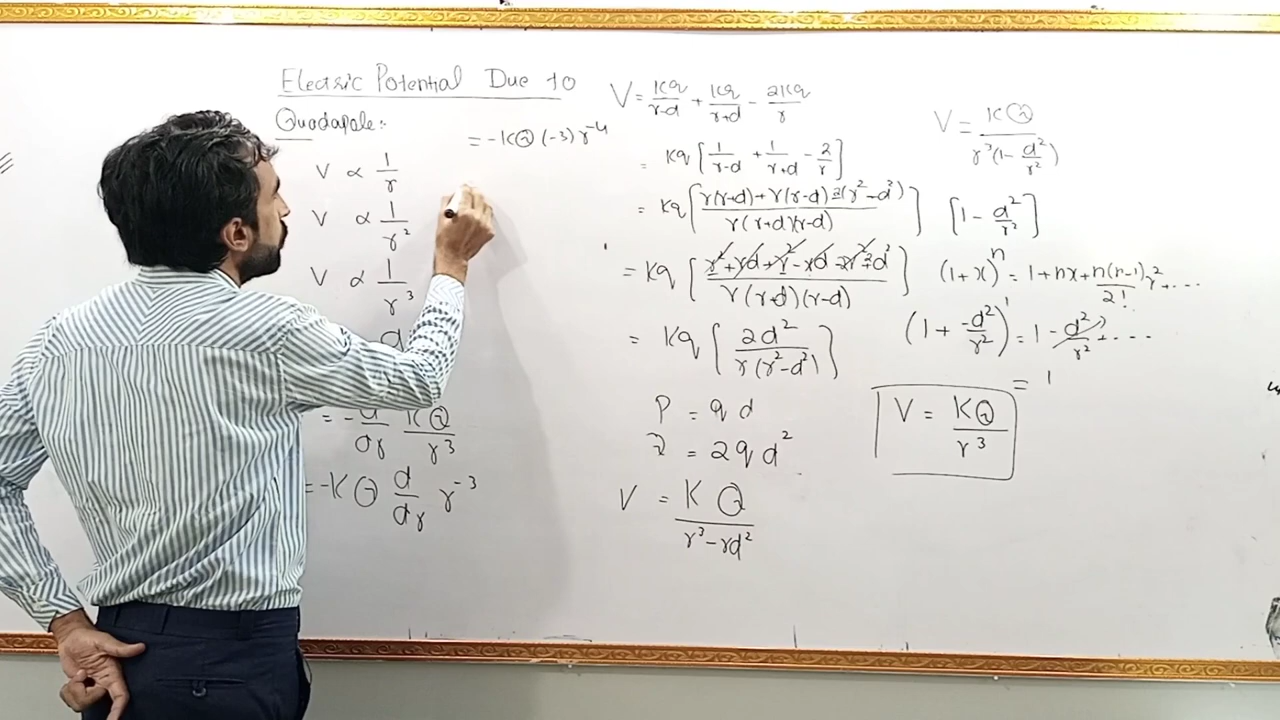 Electric Potential Due to
Quadapole:-
V ∝ 1/r
V ∝ 1/r²
V ∝ 1/r³
d
= - d/dr KQ/r³
= -KQ d/dr r⁻³
= -KQ (-3) r⁻⁴
V = Kq/r-d + Kq/r+d - 2Kq/r
= Kq [1/r-d + 1/r+d - 2/r]
= Kq [r(r+d) + r(r-d) - 2(r² - d²) / r(r+d)(r-d)]
= Kq [r² + rd + r² - rd - 2r² + 2d² / r(r+d)(r-d)]
= Kq [2d² / r(r² - d²)]
P = qd
Q = 2qd²
V = KQ / r³ - rd²
V = KQ / r³(1 - d²/r²)
[1 - d²/r²]
(1+x)ⁿ = 1 + nx + n(n-1)/2! x² + ...
(1 + -d²/r²)¹ = 1 - d²/r² + ...
= 1
V = KQ/r³